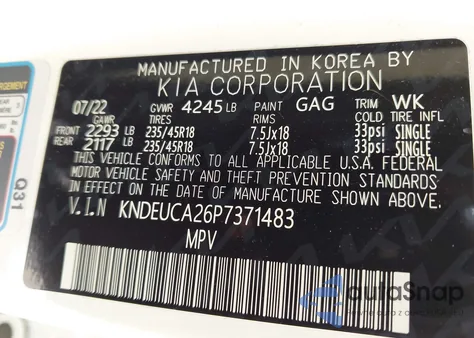 MANUFACTURED IN KOREA BY
KIA CORPORATION
07/22 GVWR 4245 LB PAINT GAG TRIM WK
GAWR TIRES RIMS COLD TIRE INFL
FRONT 2293 LB 235/45R18 7.5Jx18 33psi SINGLE
REAR 2117 LB 235/45R18 7.5Jx18 33psi SINGLE
THIS VEHICLE CONFORMS TO ALL APPLICABLE U.S.A. FEDERAL
MOTOR VEHICLE SAFETY AND THEFT PREVENTION STANDARDS
IN EFFECT ON THE DATE OF MANUFACTURE SHOWN ABOVE.
V.I.N KNDEUCA26P7371483
MPV
Q31
autaSnap